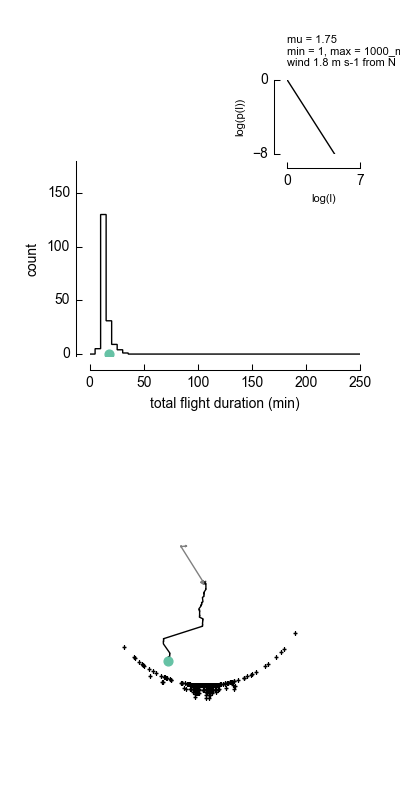 mu = 1.75
min = 1, max = 1000_m
wind 1.8 m s-1 from N
0
log(p(l))
−8
0
7
log(l)
150
100
50
0
count
0
50
100
150
200
250
total flight duration (min)